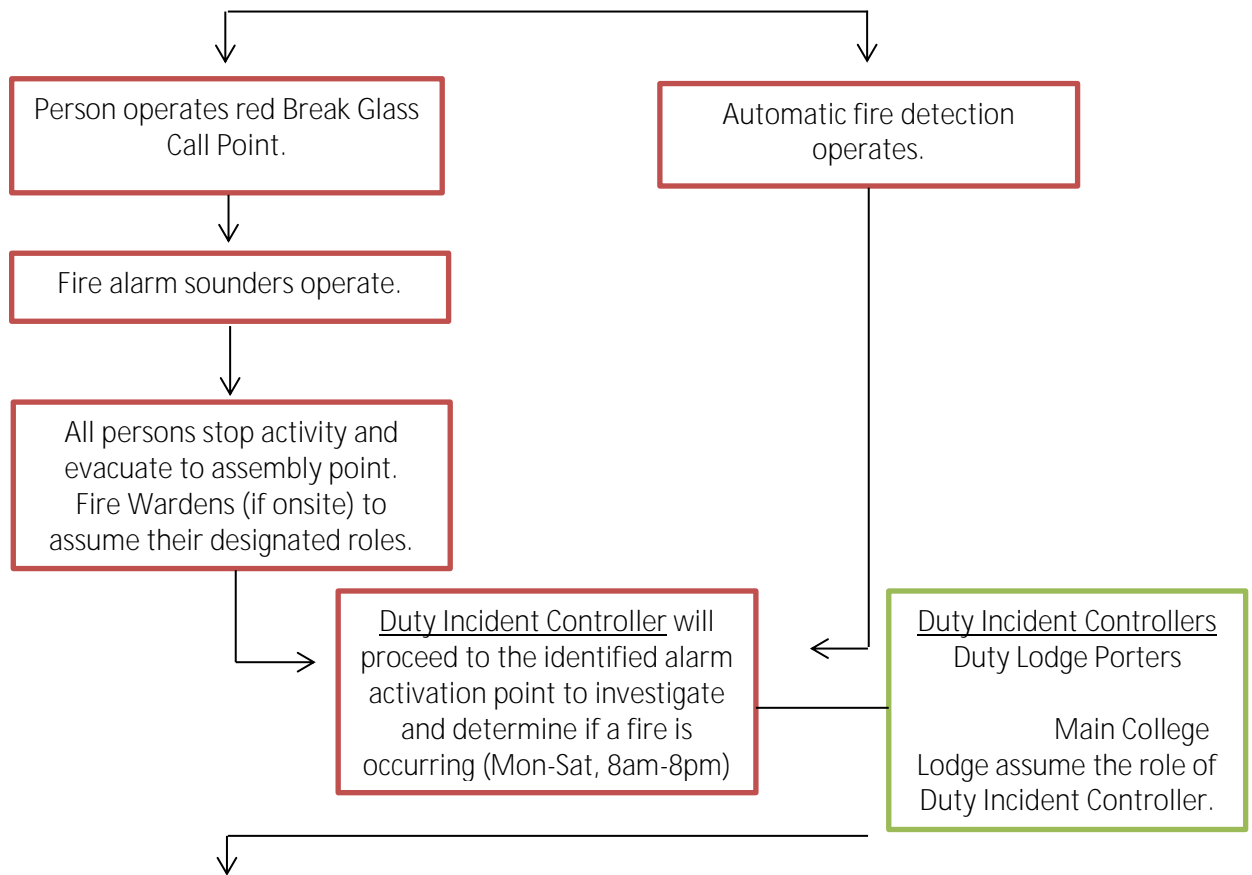 Person operates red Break Glass
Call Point.
Automatic fire detection
operates.
Fire alarm sounders operate.
All persons stop activity and
evacuate to assembly point.
Fire Wardens (if onsite) to
assume their designated roles.
Duty Incident Controller will
proceed to the identified alarm
activation point to investigate
and determine if a fire is
occurring (Mon-Sat, 8am-8pm)
Duty Incident Controllers
Duty Lodge Porters
Main College
Lodge assume the role of
Duty Incident Controller.